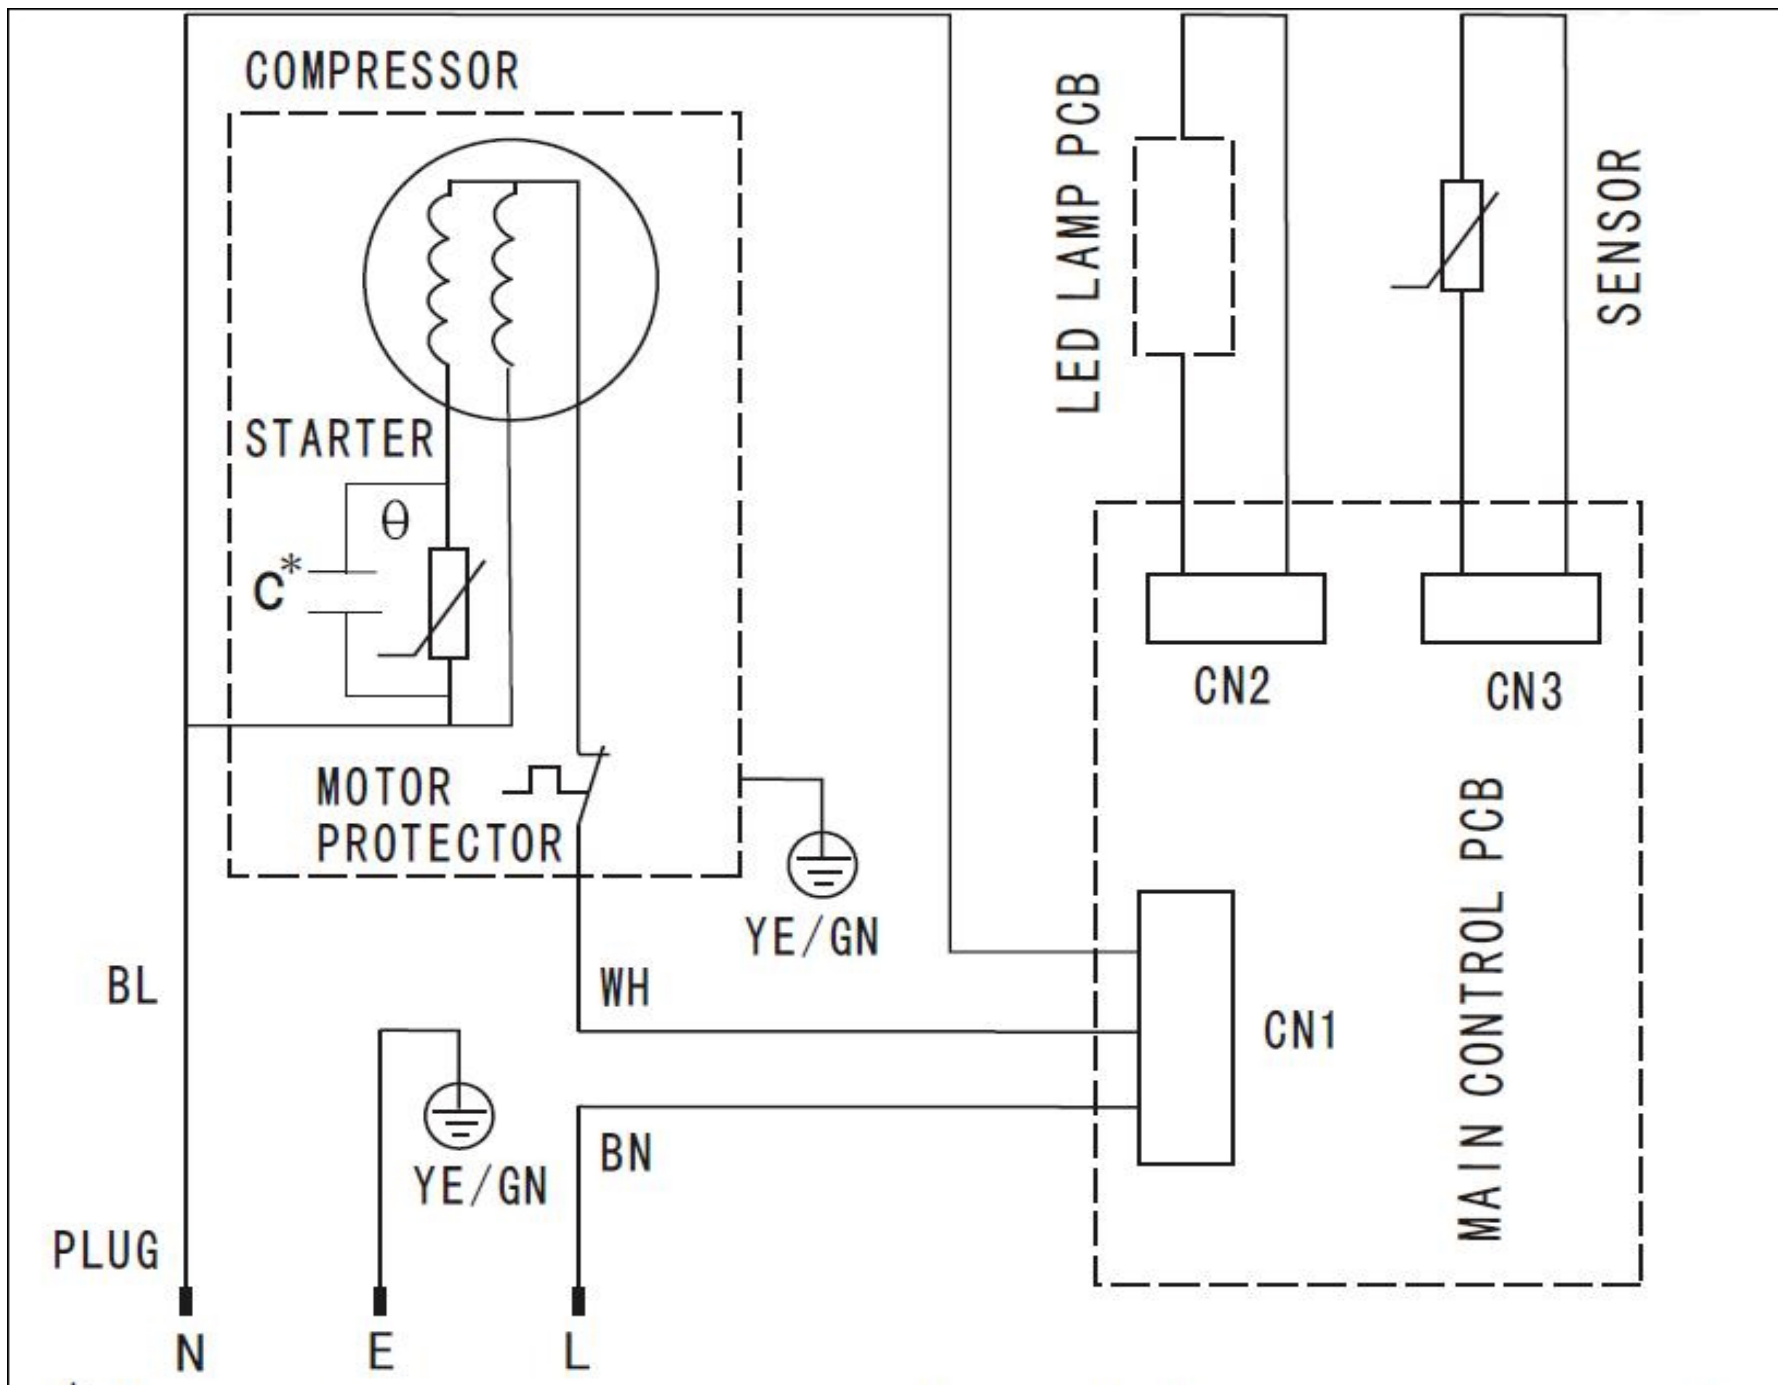 COMPRESSOR
LED LAMP PCB
SENSOR
STARTER
θ
C*
CN2
CN3
MOTOR
PROTECTOR
YE/GN
MAIN CONTROL PCB
BL
WH
CN1
BN
YE/GN
PLUG
N
E
L